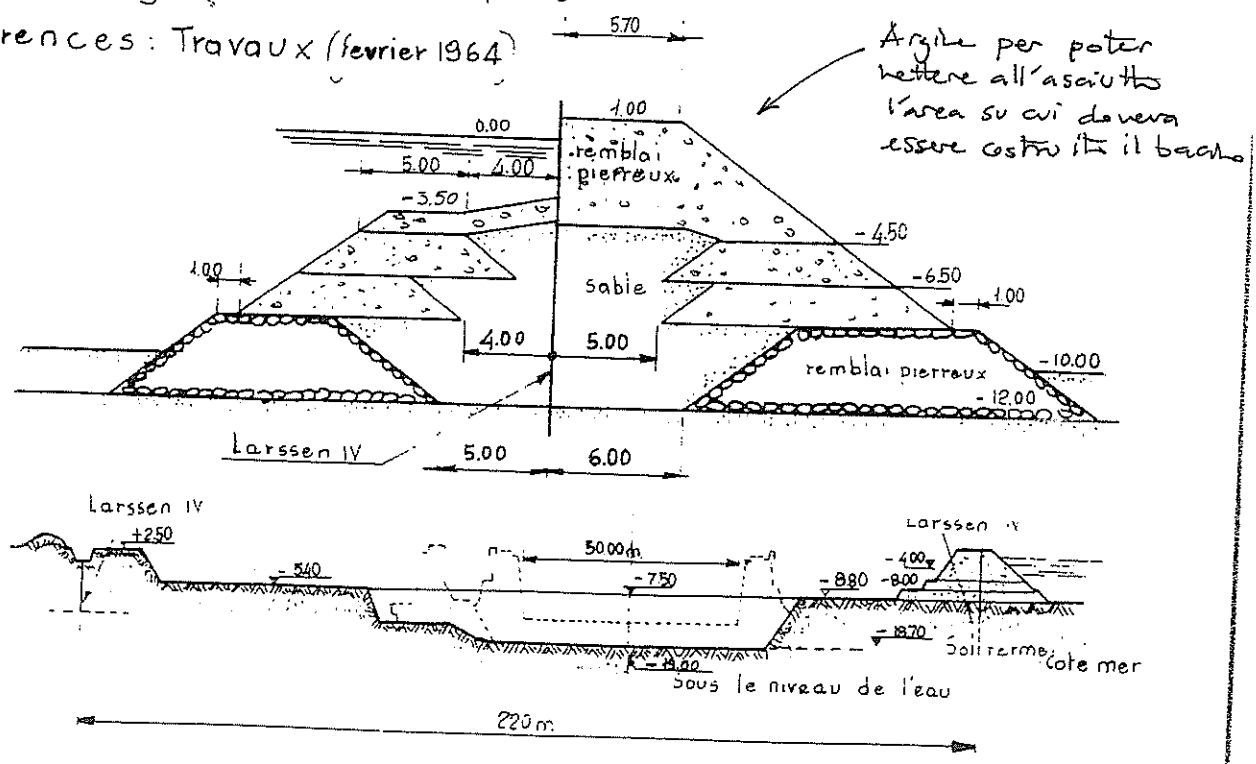 rences: Travaux (fevrier 1964)
5.70
Argine per poter
mettere all'asciutto
l'area su cui doveva
essere costruito il bacino
0.00
1.00
remblai
pierreux
5.00
4.00
-3.50
-4.50
1.00
Sable
-6.50
1.00
4.00
5.00
remblai pierreux
-10.00
-12.00
Larssen IV
5.00
6.00
Larssen IV
+2.50
Larssen IV
50.00m
-4.00
-5.40
-7.50
-8.80
-8.00
-18.70
Sol ferme
cote mer
Sous le niveau de l'eau
220m